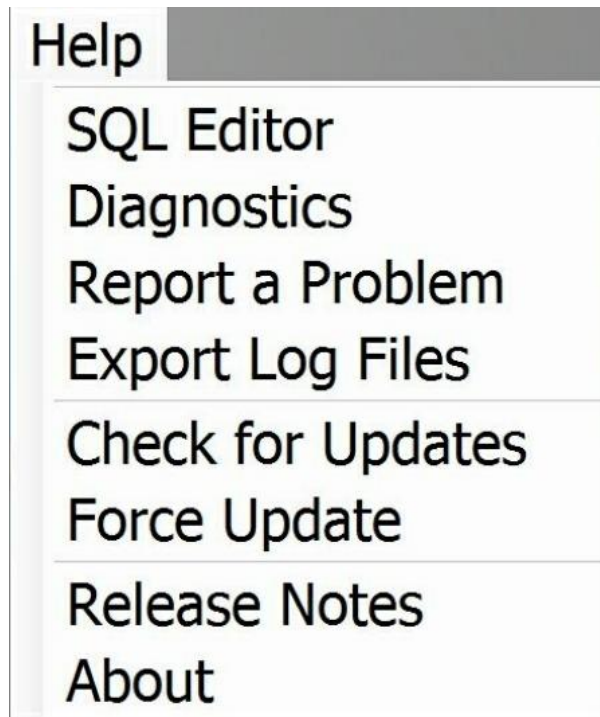 Help
SQL Editor
Diagnostics
Report a Problem
Export Log Files
Check for Updates
Force Update
Release Notes
About